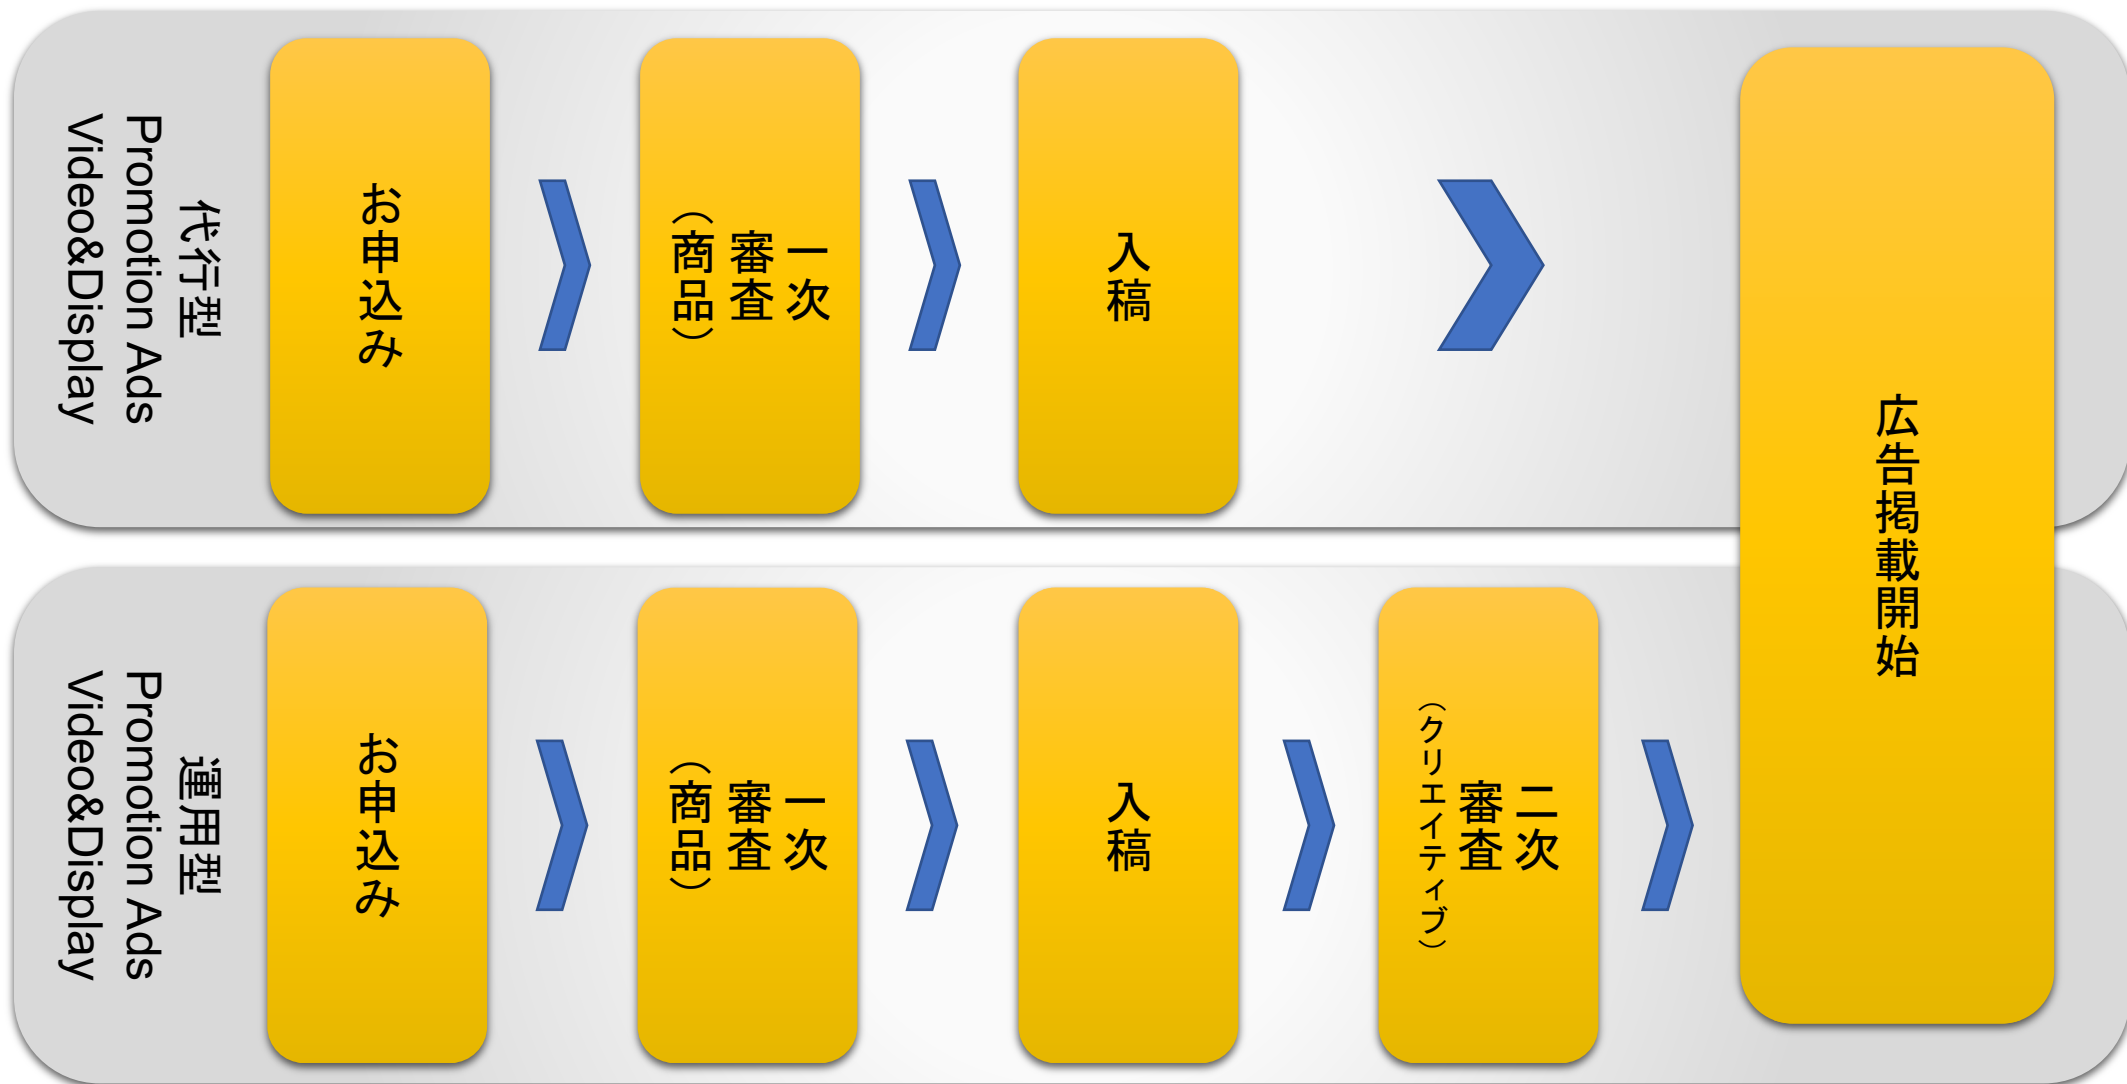 代行型
Promotion Ads
Video&Display
お申込み
一次
審査
（商品）
入稿
広告掲載開始
運用型
Promotion Ads
Video&Display
お申込み
一次
審査
（商品）
入稿
二次
審査
（クリエイティブ）